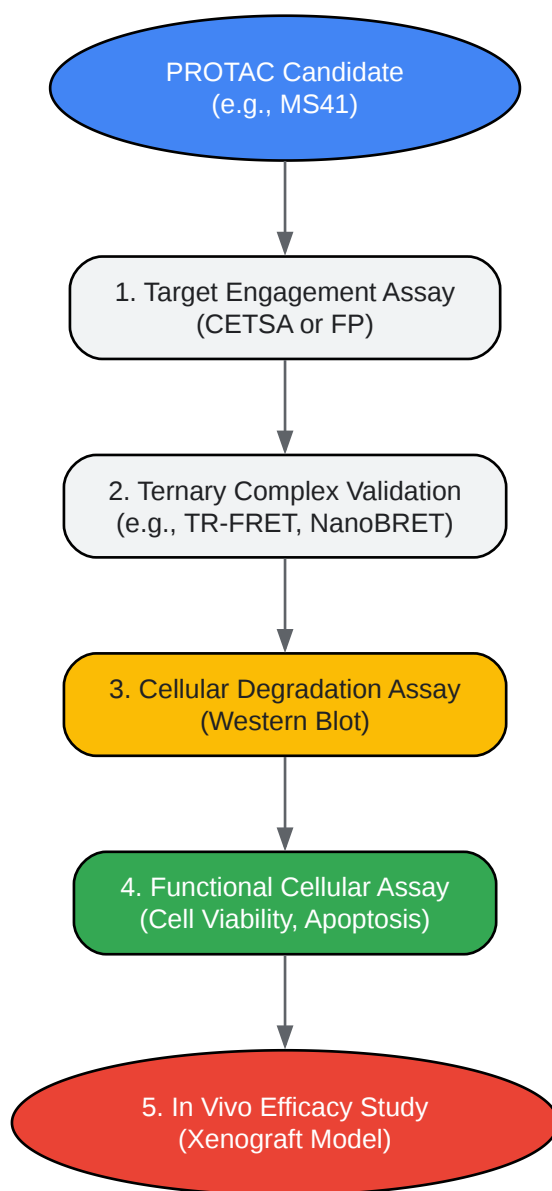 PROTAC Candidate
(e.g., MS41)
1. Target Engagement Assay
(CETSA or FP)
2. Ternary Complex Validation
(e.g., TR-FRET, NanoBRET)
3. Cellular Degradation Assay
(Western Blot)
4. Functional Cellular Assay
(Cell Viability, Apoptosis)
5. In Vivo Efficacy Study
(Xenograft Model)